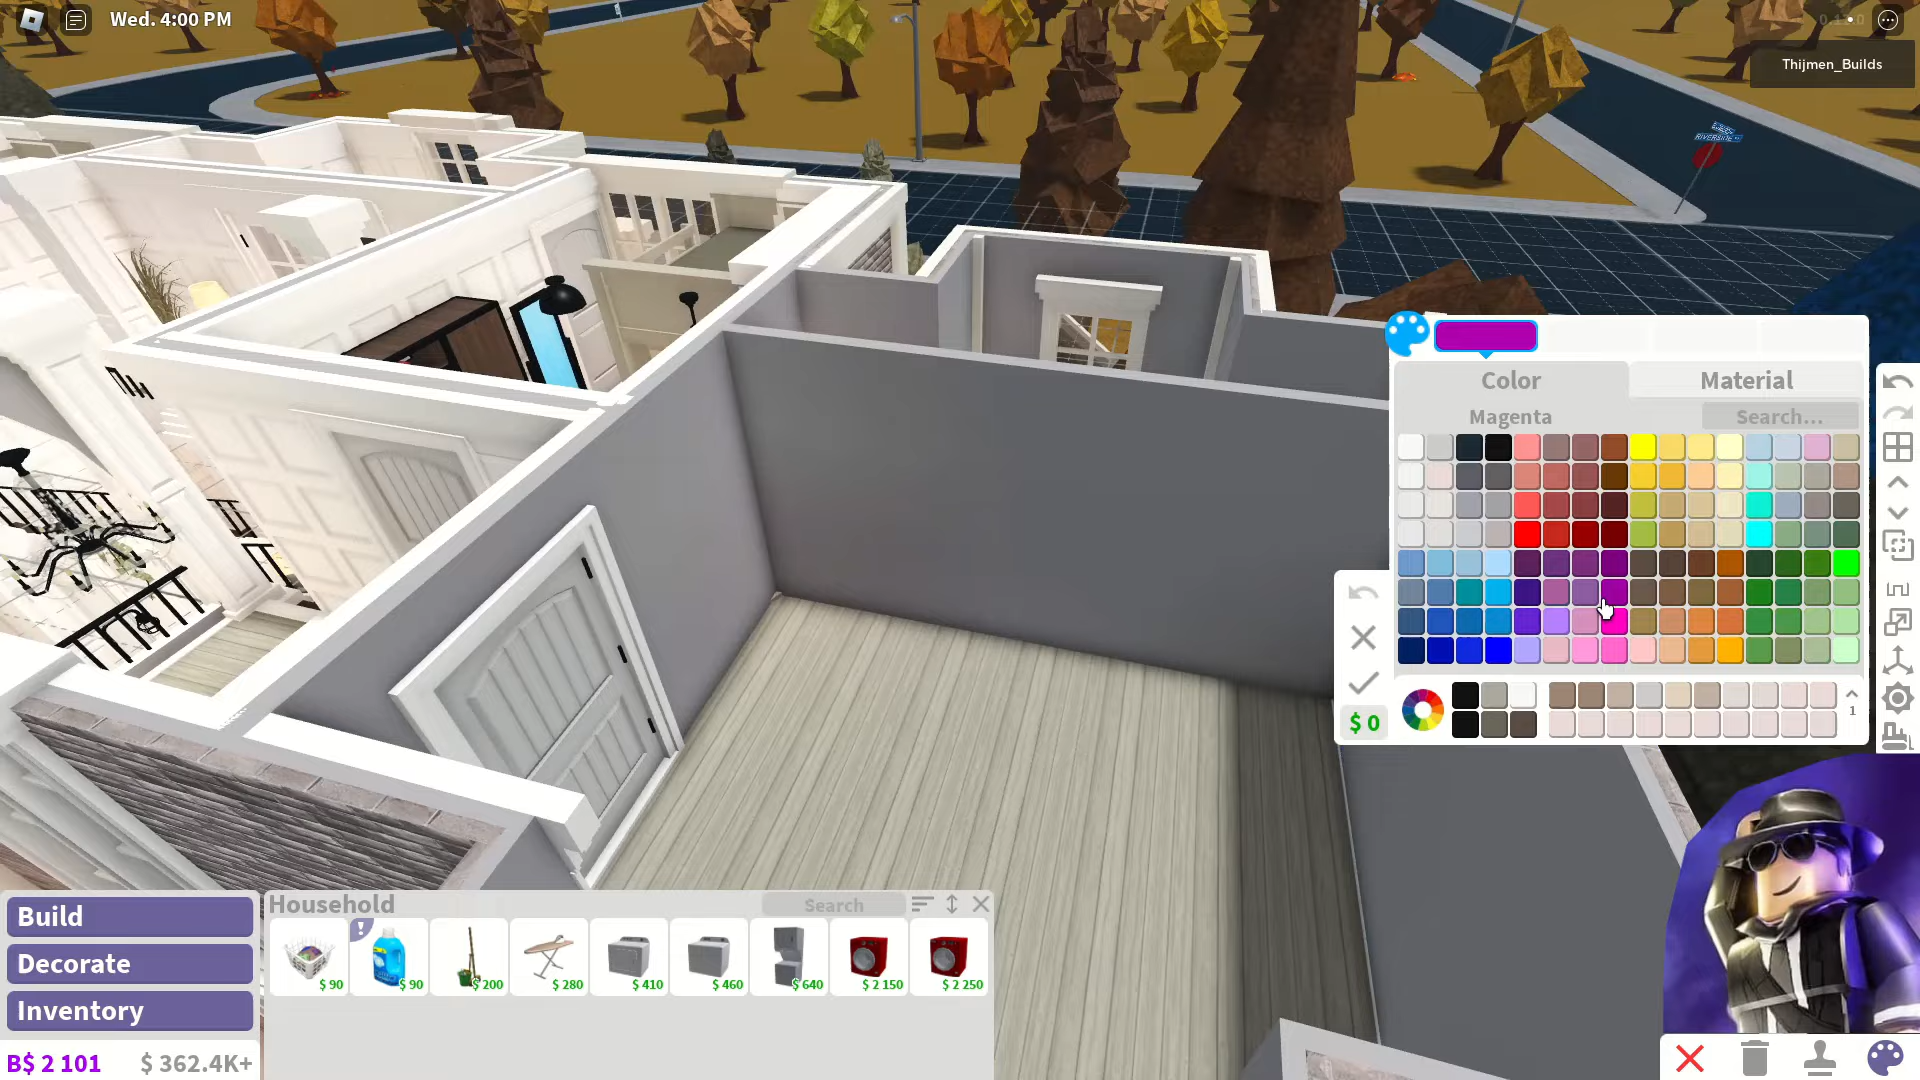 Wed. 4:00 PM
Thijmen_Builds
RIVERSIDE
Color
Material
Magenta
Search...
$ 0
1
Build
Decorate
Inventory
B$ 2 101
$ 362.4K+
Household
Search
$ 90
$ 90
$ 200
$ 280
$ 410
$ 460
$ 640
$ 2 150
$ 2 250